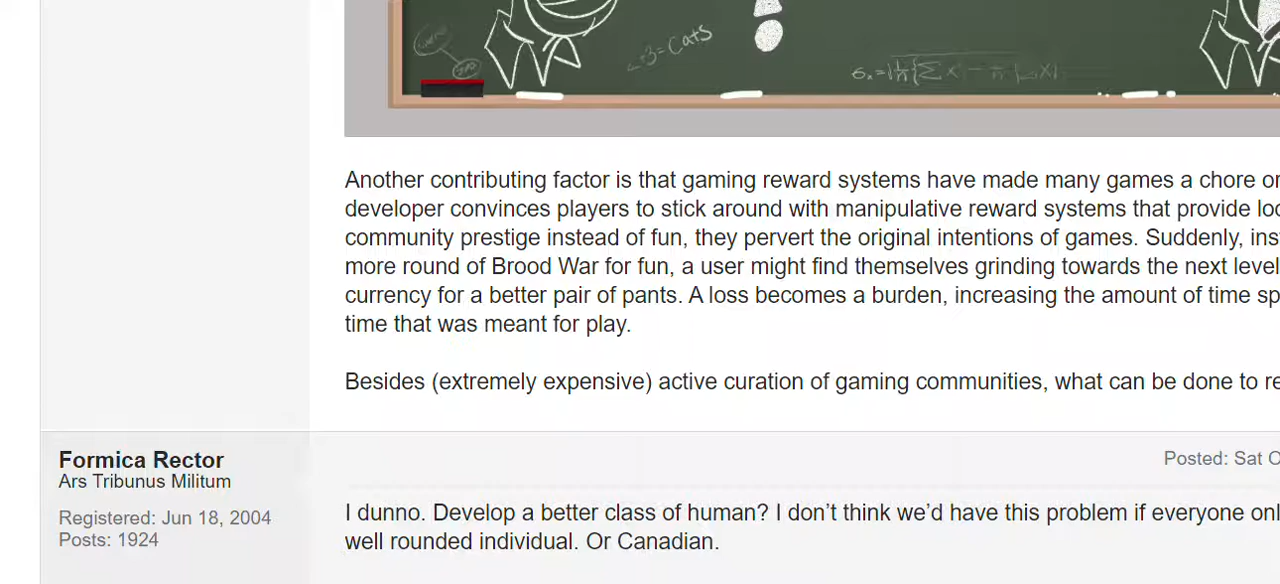 =Cats
Another contributing factor is that gaming reward systems have made many games a chore or
developer convinces players to stick around with manipulative reward systems that provide loo
community prestige instead of fun, they pervert the original intentions of games. Suddenly, ins
more round of Brood War for fun, a user might find themselves grinding towards the next level
currency for a better pair of pants. A loss becomes a burden, increasing the amount of time sp
time that was meant for play.
Besides (extremely expensive) active curation of gaming communities, what can be done to re
Formica Rector
Ars Tribunus Militum
Registered: Jun 18, 2004
Posts: 1924
Posted: Sat O
I dunno. Develop a better class of human? I don’t think we’d have this problem if everyone onl
well rounded individual. Or Canadian.